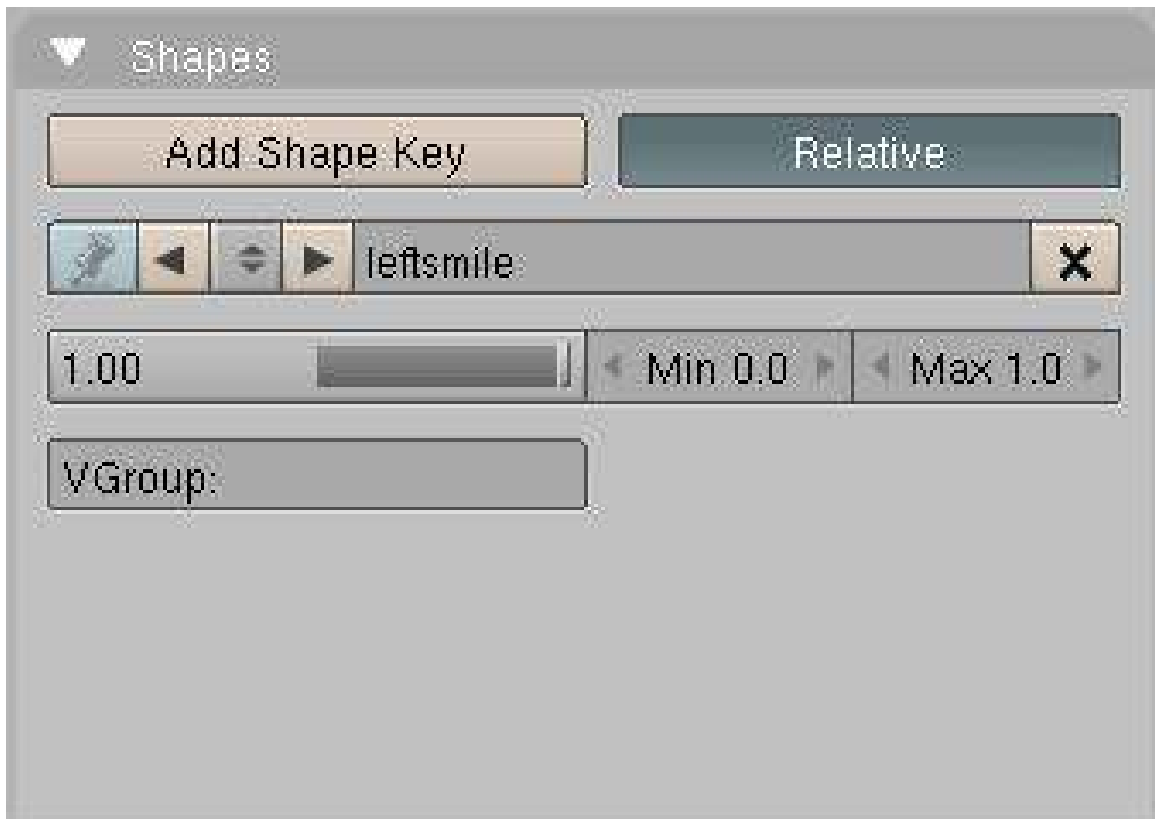 Shapes
Add Shape Key Relative
leftsmile
1.00 Min 0.0 Max 1.0
VGroup: